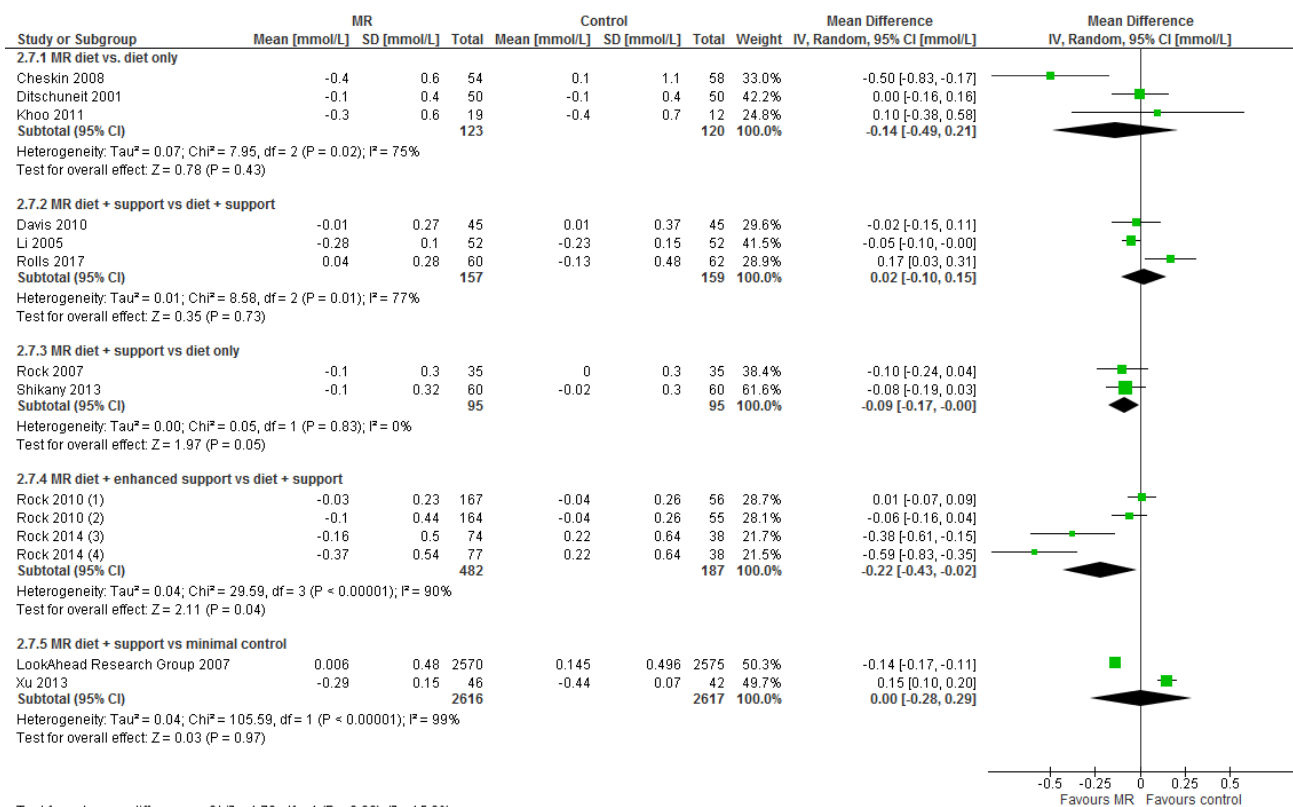 MR Control Mean Difference Mean Difference
Study or Subgroup Mean [mmol/L] SD [mmol/L] Total Mean [mmol/L] SD [mmol/L] Total Weight IV, Random, 95% CI [mmol/L] IV, Random, 95% CI [mmol/L]
2.7.1 MR diet vs. diet only
Cheskin 2008 -0.4 0.6 54 0.1 1.1 58 33.0% -0.50 [-0.83, -0.17]
Ditschuneit 2001 -0.1 0.4 50 -0.1 0.4 50 42.2% 0.00 [-0.16, 0.16]
Khoo 2011 -0.3 0.6 19 -0.4 0.7 12 24.8% 0.10 [-0.38, 0.58]
Subtotal (95% CI) 123 120 100.0% -0.14 [-0.49, 0.21]
Heterogeneity: Tau² = 0.07; Chi² = 7.95, df = 2 (P = 0.02); I² = 75%
Test for overall effect: Z = 0.78 (P = 0.43)
2.7.2 MR diet + support vs diet + support
Davis 2010 -0.01 0.27 45 0.01 0.37 45 29.6% -0.02 [-0.15, 0.11]
Li 2005 -0.28 0.1 52 -0.23 0.15 52 41.5% -0.05 [-0.10, -0.00]
Rolls 2017 0.04 0.28 60 -0.13 0.48 62 28.9% 0.17 [0.03, 0.31]
Subtotal (95% CI) 157 159 100.0% 0.02 [-0.10, 0.15]
Heterogeneity: Tau² = 0.01; Chi² = 8.58, df = 2 (P = 0.01); I² = 77%
Test for overall effect: Z = 0.35 (P = 0.73)
2.7.3 MR diet + support vs diet only
Rock 2007 -0.1 0.3 35 0 0.3 35 38.4% -0.10 [-0.24, 0.04]
Shikany 2013 -0.1 0.32 60 -0.02 0.3 60 61.6% -0.08 [-0.19, 0.03]
Subtotal (95% CI) 95 95 100.0% -0.09 [-0.17, -0.00]
Heterogeneity: Tau² = 0.00; Chi² = 0.05, df = 1 (P = 0.83); I² = 0%
Test for overall effect: Z = 1.97 (P = 0.05)
2.7.4 MR diet + enhanced support vs diet + support
Rock 2010 (1) -0.03 0.23 167 -0.04 0.26 56 28.7% 0.01 [-0.07, 0.09]
Rock 2010 (2) -0.1 0.44 164 -0.04 0.26 55 28.1% -0.06 [-0.16, 0.04]
Rock 2014 (3) -0.16 0.5 74 0.22 0.64 38 21.7% -0.38 [-0.61, -0.15]
Rock 2014 (4) -0.37 0.54 77 0.22 0.64 38 21.5% -0.59 [-0.83, -0.35]
Subtotal (95% CI) 482 187 100.0% -0.22 [-0.43, -0.02]
Heterogeneity: Tau² = 0.04; Chi² = 29.59, df = 3 (P < 0.00001); I² = 90%
Test for overall effect: Z = 2.11 (P = 0.04)
2.7.5 MR diet + support vs minimal control
LookAhead Research Group 2007 0.006 0.48 2570 0.145 0.496 2575 50.3% -0.14 [-0.17, -0.11]
Xu 2013 -0.29 0.15 46 -0.44 0.07 42 49.7% 0.15 [0.10, 0.20]
Subtotal (95% CI) 2616 2617 100.0% 0.00 [-0.28, 0.29]
Heterogeneity: Tau² = 0.04; Chi² = 105.59, df = 1 (P < 0.00001); I² = 99%
Test for overall effect: Z = 0.03 (P = 0.97)
-0.5 -0.25 0 0.25 0.5
Favours MR Favours control